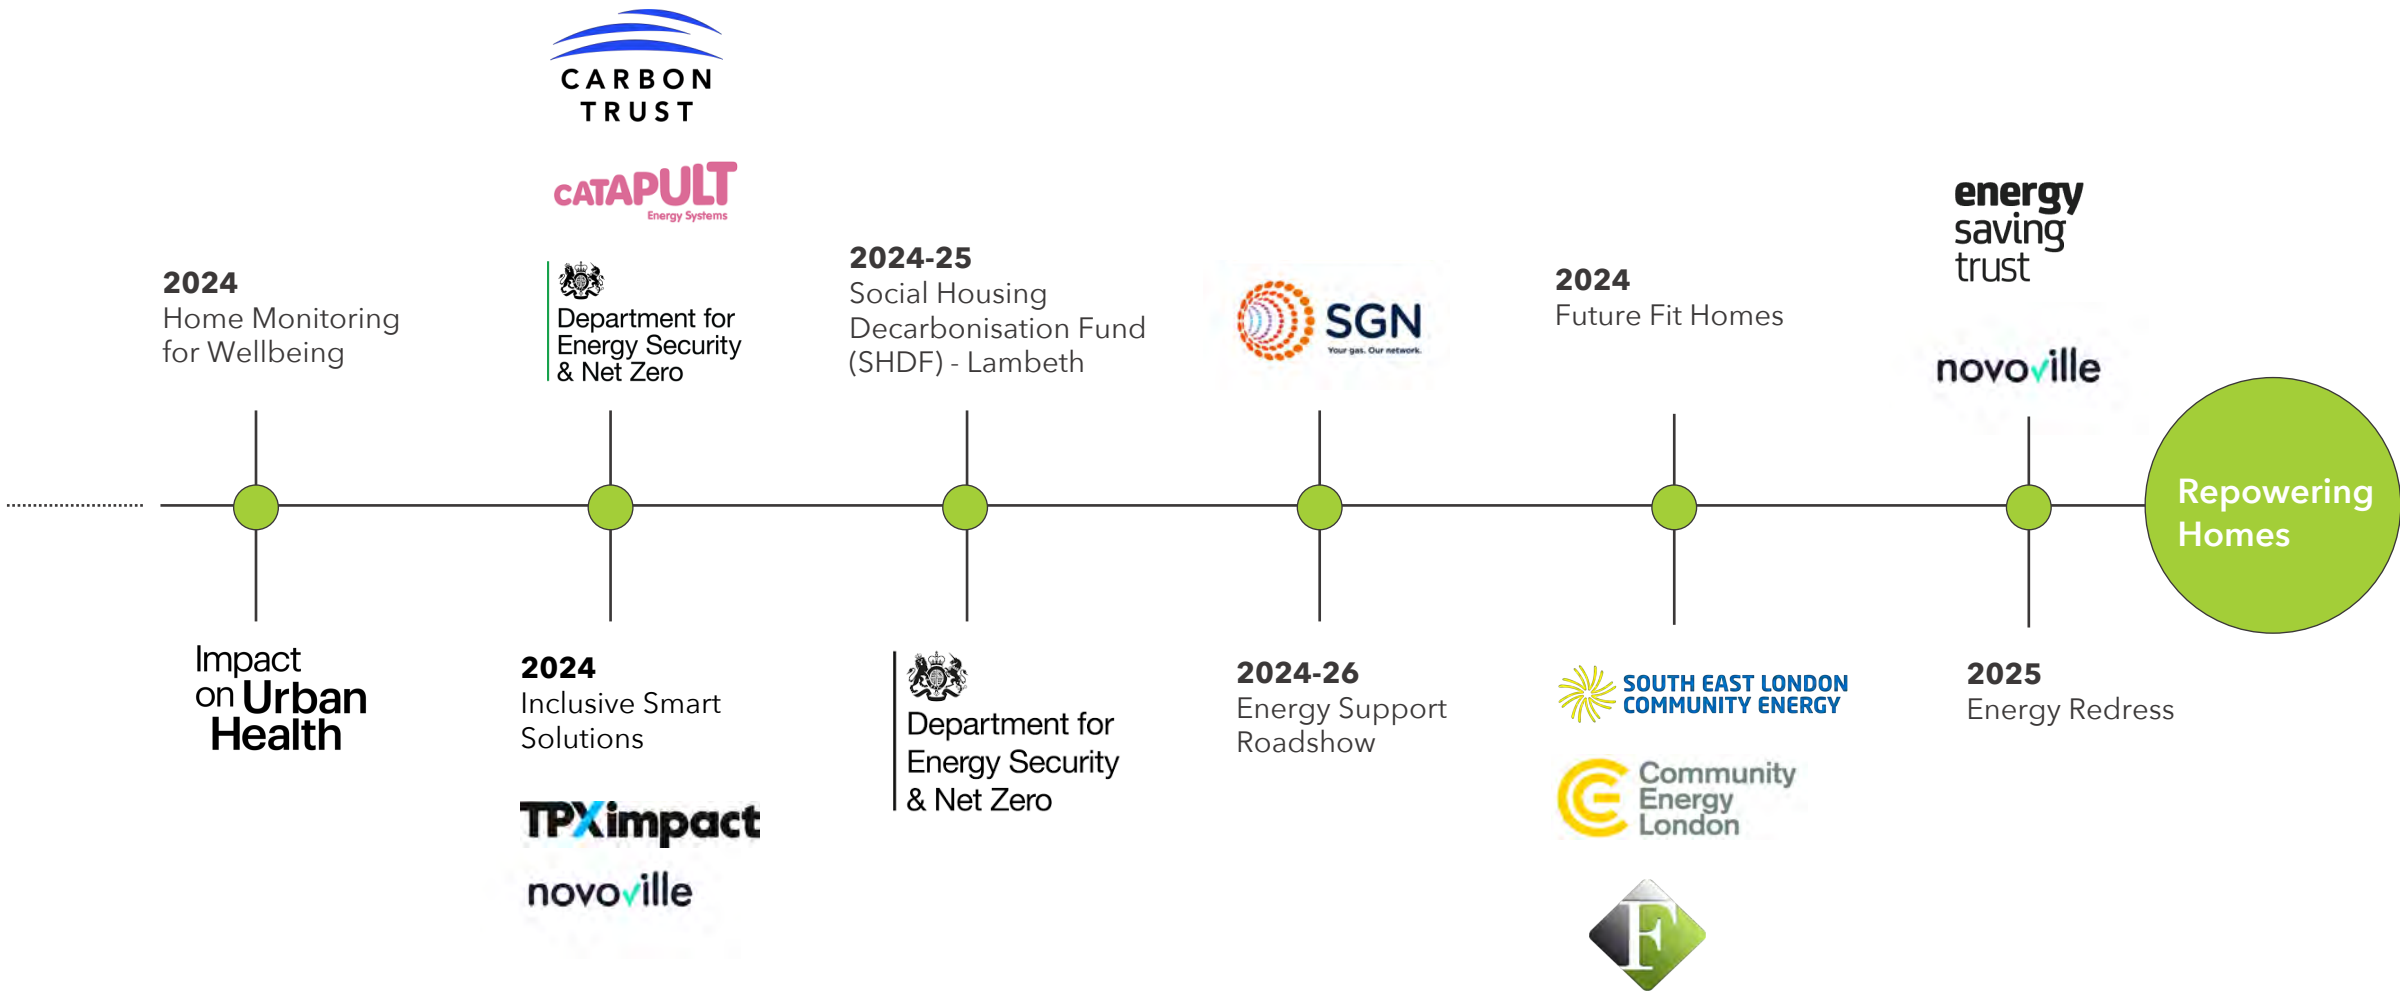 2024
Home Monitoring
for Wellbeing
Impact
on Urban
Health
CARBON
TRUST
CATAPULT
Energy Systems
Department for
Energy Security
& Net Zero
2024
Inclusive Smart
Solutions
TPXimpact
novoville
2024-25
Social Housing
Decarbonisation Fund
(SHDF) - Lambeth
Department for
Energy Security
& Net Zero
SGN
Your gas. Our network.
2024-26
Energy Support
Roadshow
2024
Future Fit Homes
SOUTH EAST LONDON
COMMUNITY ENERGY
Community
Energy
London
F
energy
saving
trust
novoville
2025
Energy Redress
Repowering
Homes